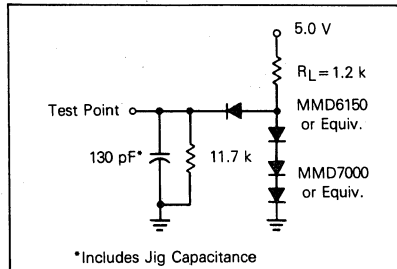 5.0 V
R_L = 1.2 k
Test Point
MMD6150
or Equiv.
130 pF*
11.7 k
MMD7000
or Equiv.
*Includes Jig Capacitance